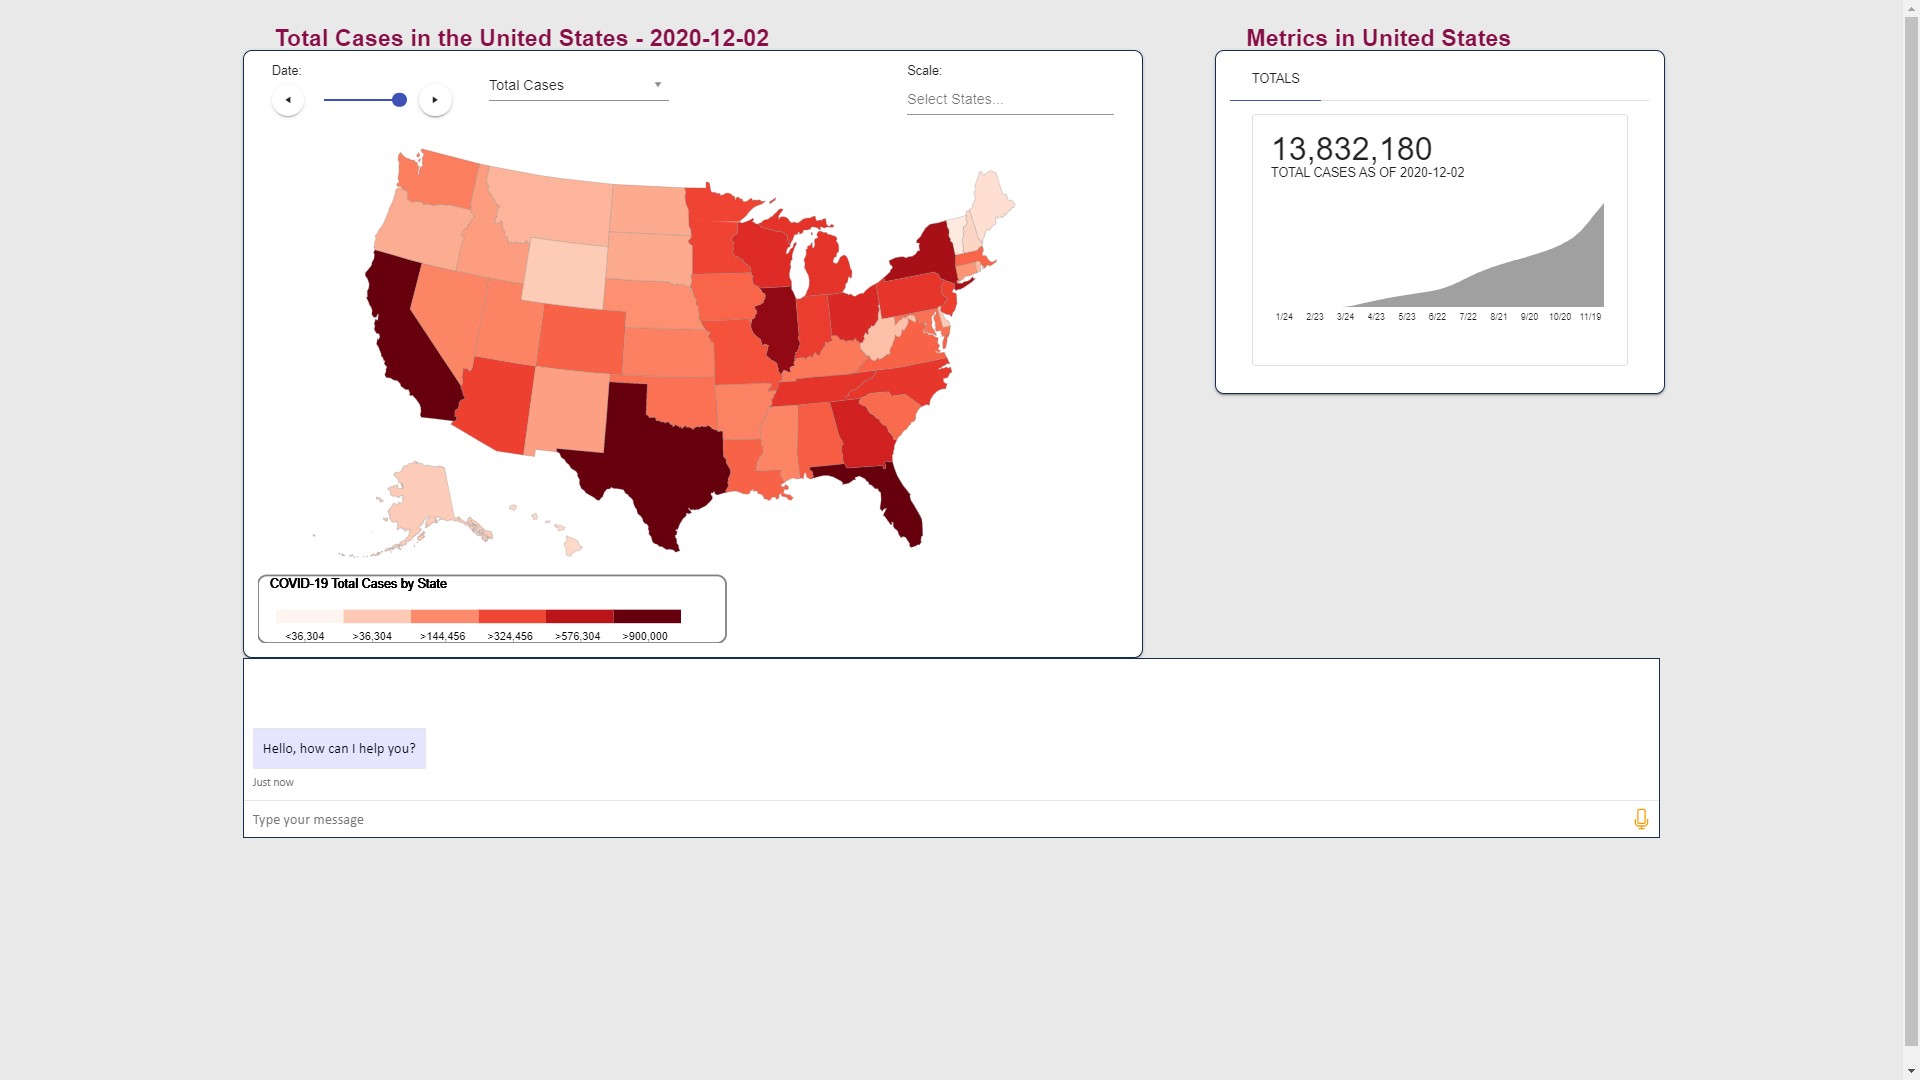 Total Cases in the United States - 2020-12-02
Date:
Total Cases
Scale:
Select States...
COVID-19 Total Cases by State
<36,304 >36,304 >144,456 >324,456 >576,304 >900,000
Metrics in United States
TOTALS
13,832,180
TOTAL CASES AS OF 2020-12-02
1/24 2/23 3/24 4/23 5/23 6/22 7/22 8/21 9/20 10/20 11/19
Hello, how can I help you?
Just now
Type your message